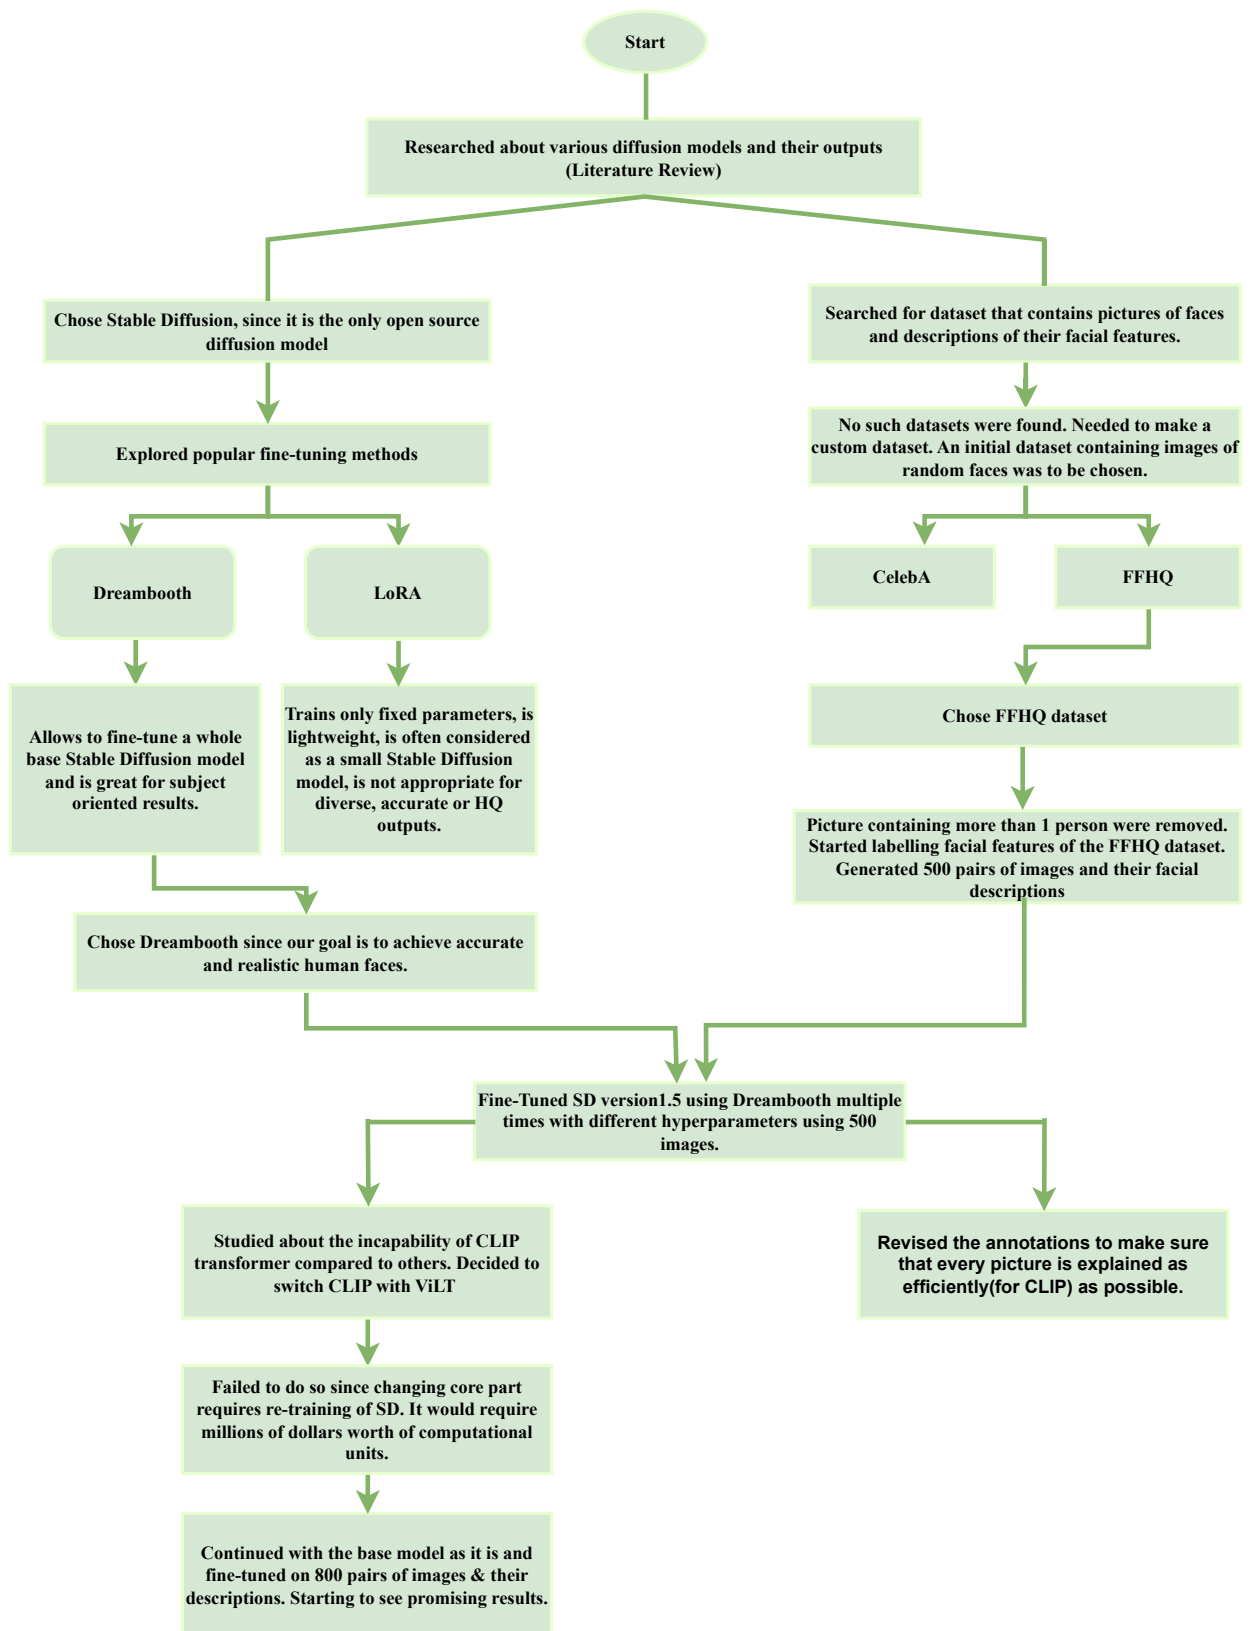 Start
Researched about various diffusion models and their outputs
(Literature Review)
Chose Stable Diffusion, since it is the only open source
diffusion model
Searched for dataset that contains pictures of faces
and descriptions of their facial features.
Explored popular fine-tuning methods
No such datasets were found. Needed to make a
custom dataset. An initial dataset containing images of
random faces was to be chosen.
Dreambooth
LoRA
CelebA
FFHQ
Allows to fine-tune a whole
base Stable Diffusion model
and is great for subject
oriented results.
Trains only fixed parameters, is
lightweight, is often considered
as a small Stable Diffusion
model, is not appropriate for
diverse, accurate or HQ
outputs.
Chose FFHQ dataset
Picture containing more than 1 person were removed.
Started labelling facial features of the FFHQ dataset.
Generated 500 pairs of images and their facial
descriptions
Chose Dreambooth since our goal is to achieve accurate
and realistic human faces.
Fine-Tuned SD version1.5 using Dreambooth multiple
times with different hyperparameters using 500
images.
Studied about the incapability of CLIP
transformer compared to others. Decided to
switch CLIP with ViLT
Revised the annotations to make sure
that every picture is explained as
efficiently(for CLIP) as possible.
Failed to do so since changing core part
requires re-training of SD. It would require
millions of dollars worth of computational
units.
Continued with the base model as it is and
fine-tuned on 800 pairs of images & their
descriptions. Starting to see promising results.